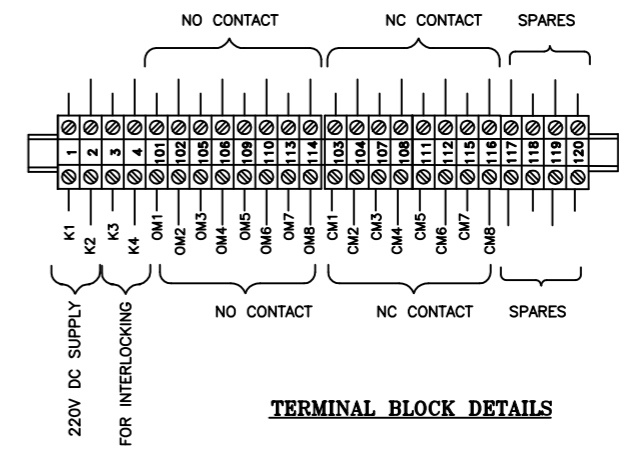 NO CONTACT NC CONTACT SPARES
1 2 3 4 101 102 105 106 109 110 113 114 103 104 107 108 111 112 115 116 117 118 119 120
K1 K2 K3 K4 OM1 OM2 OM3 OM4 OM5 OM6 OM7 OM8 CM1 CM2 CM3 CM4 CM5 CM6 CM7 CM8
220V DC SUPPLY
FOR INTERLOCKING
NO CONTACT NC CONTACT SPARES
TERMINAL BLOCK DETAILS